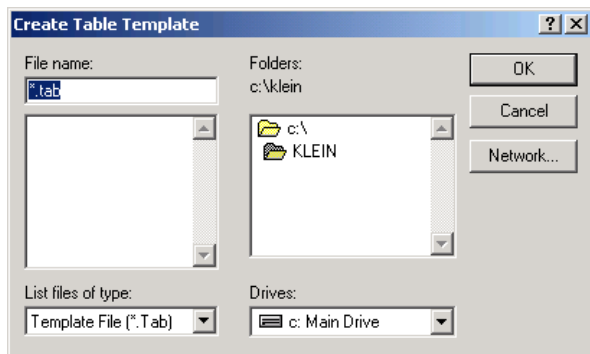 Create Table Template
File name:
*.tab
Folders:
c:\klein
c:\
KLEIN
OK
Cancel
Network...
List files of type:
Template File (*.Tab)
Drives:
c: Main Drive